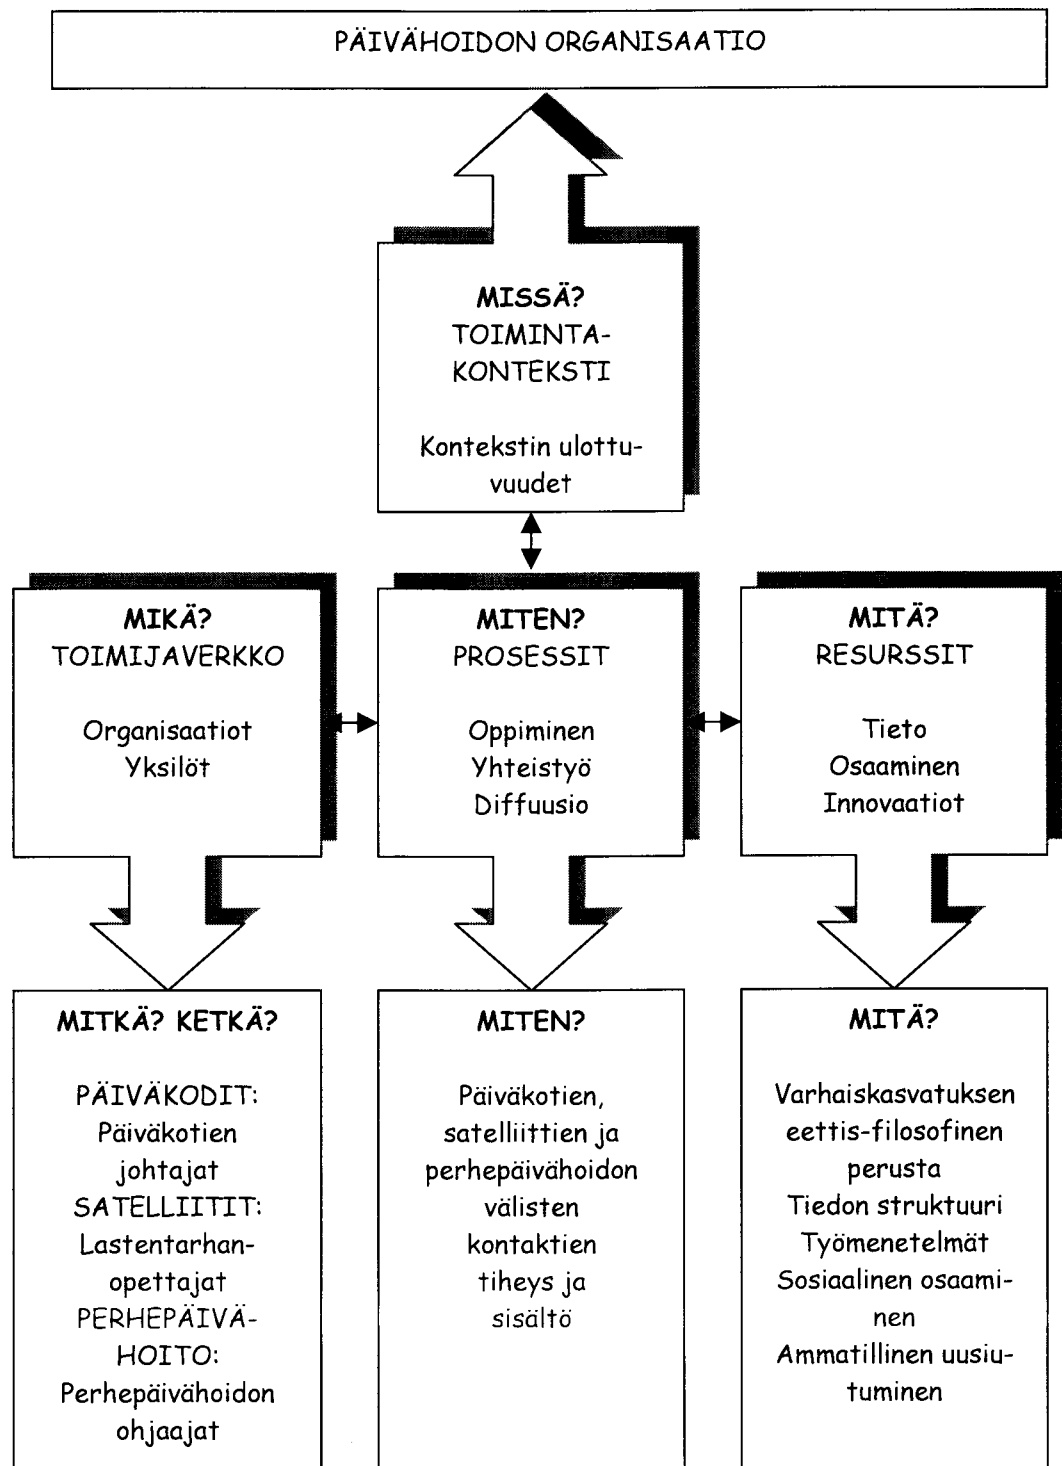 PÄIVÄHOIDON ORGANISAATIO
MISSÄ?
TOIMINTA-
KONTEKSTI
Kontekstin ulottu-
vuudet
MIKÄ?
TOIMIJAVERKKO
Organisaatiot
Yksilöt
MITEN?
PROSESSIT
Oppiminen
Yhteistyö
Diffuusio
MITÄ?
RESURSSIT
Tieto
Osaaminen
Innovaatiot
MITKÄ? KETKÄ?
PÄIVÄKODIT:
Päiväkotien
johtajat
SATELLIITIT:
Lastentarhan-
opettajat
PERHEPÄIVÄ-
HOITO:
Perhepäivähoidon
ohjaajat
MITEN?
Päiväkotien,
satelliittien ja
perhepäivähoidon
välisten
kontaktien
tiheys ja
sisältö
MITÄ?
Varhaiskasvatuksen
eettis-filosofinen
perusta
Tiedon struktuuri
Työmenetelmät
Sosiaalinen osaami-
nen
Ammatillinen uusiu-
tuminen